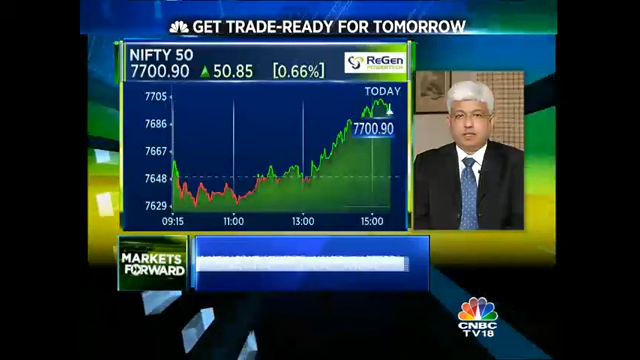 GET TRADE-READY FOR TOMORROW
NIFTY 50
7700.90 50.85 [0.66%]
ReGen
POWERTECH
TODAY
7705
7686
7667
7648
7629
7700.90
09:15 11:00 13:00 15:00
MARKETS
FORWARD
CNBC
TV18